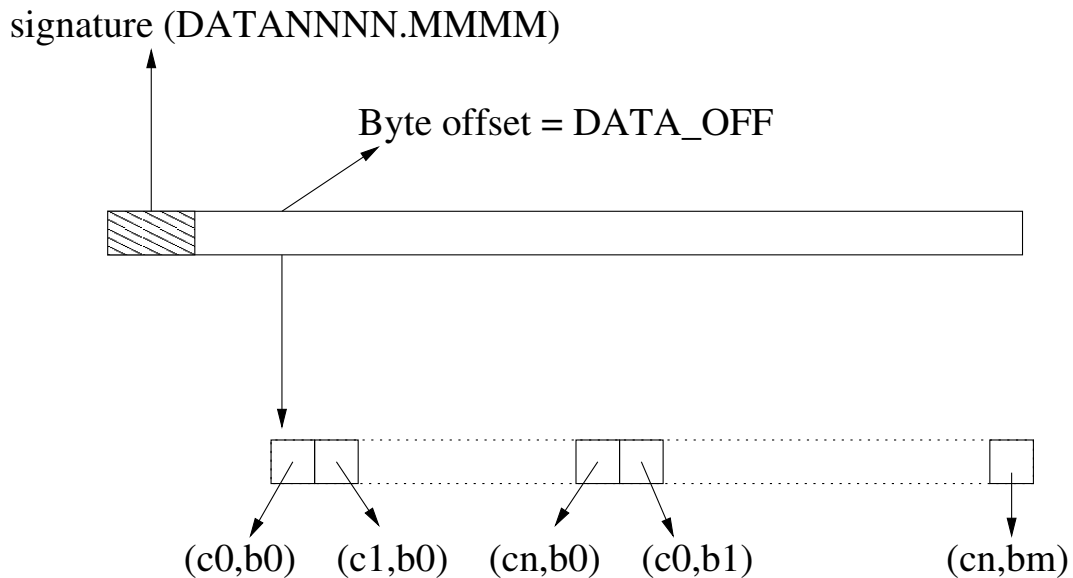 signature (DATANNNN.MMMM)
Byte offset = DATA_OFF
(c0,b0) (c1,b0) (cn,b0) (c0,b1) (cn,bm)